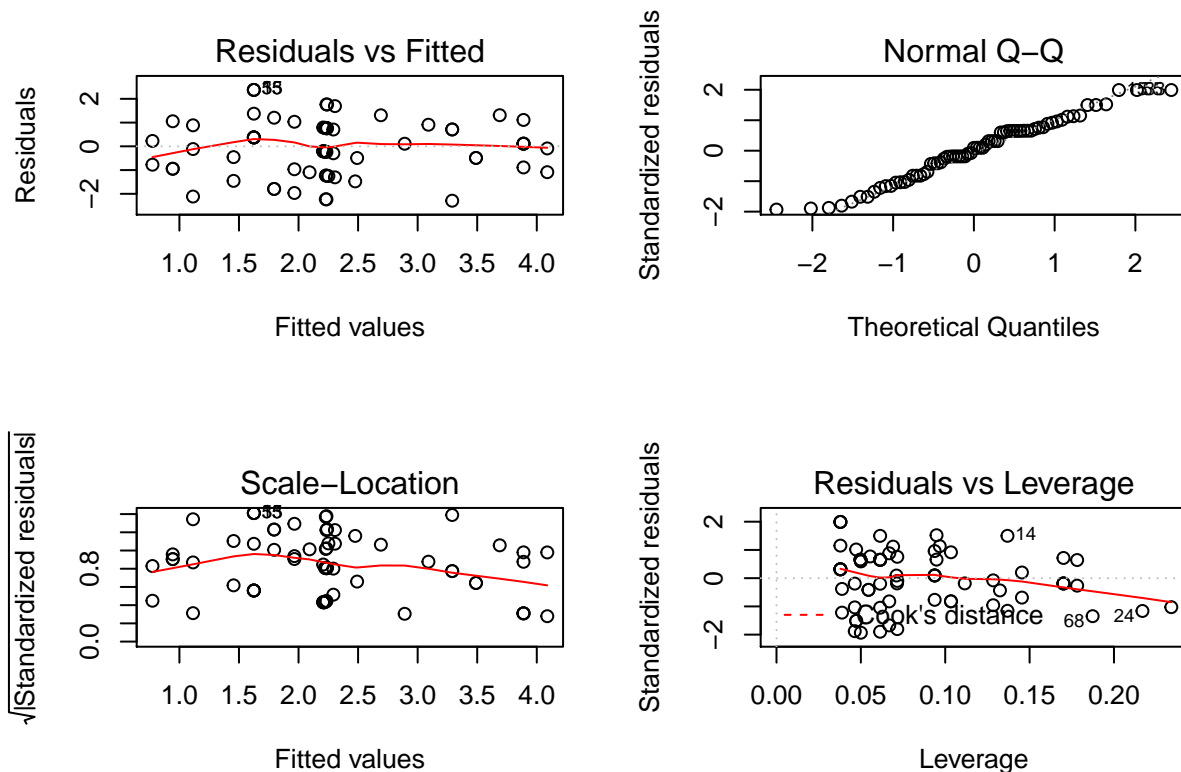 Residuals vs Fitted
Residuals
2
0
−2
1.0 1.5 2.0 2.5 3.0 3.5 4.0
Fitted values
Normal Q−Q
Standardized residuals
2
0
−2
−2 −1 0 1 2
Theoretical Quantiles
Scale−Location
√|Standardized residuals|
0.8
0.0
1.0 1.5 2.0 2.5 3.0 3.5 4.0
Fitted values
Residuals vs Leverage
Standardized residuals
2
0
−2
14
Cook's distance
68
24
0.00 0.05 0.10 0.15 0.20
Leverage